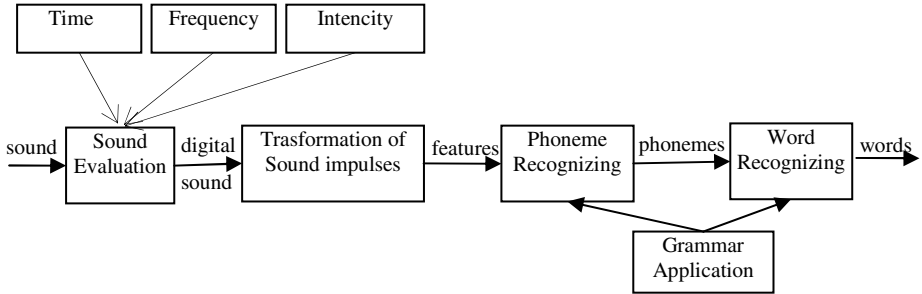 Time
Frequency
Intencity
sound
Sound
Evaluation
digital
sound
Trasformation of
Sound impulses
features
Phoneme
Recognizing
phonemes
Word
Recognizing
words
Grammar
Application